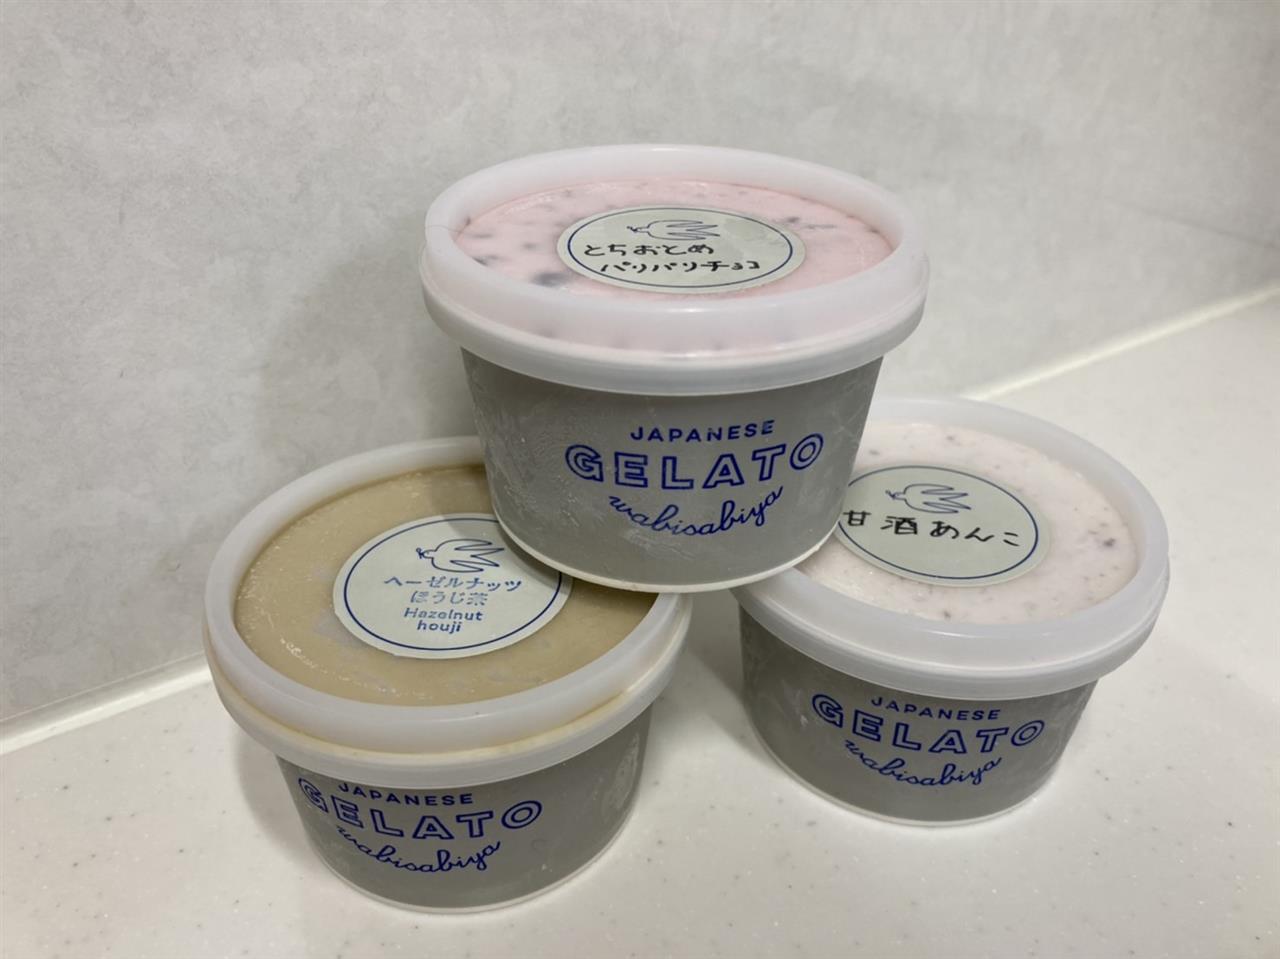 とちおとめ
パリパリチョコ
JAPANESE
GELATO
wabisabiya
ヘーゼルナッツ
ほうじ茶
Hazelnut
houji
JAPANESE
GELATO
wabisabiya
甘酒あんこ
JAPANESE
GELATO
wabisabiya